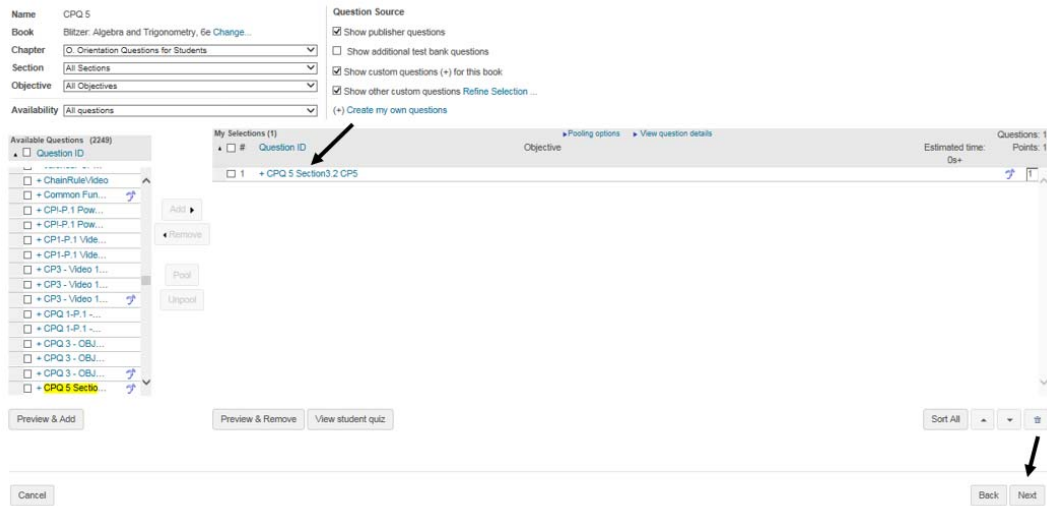 Name CPQ 5
Book Blitzer: Algebra and Trigonometry, 6e Change...
Chapter O. Orientation Questions for Students
Section All Sections
Objective All Objectives
Availability All questions
Question Source
Show publisher questions
Show additional test bank questions
Show custom questions (+) for this book
Show other custom questions Refine Selection ...
(+) Create my own questions
Available Questions (2249)
Question ID
+ ChainRuleVideo
+ Common Fun...
+ CPI-P.1 Pow...
+ CPI-P.1 Pow...
+ CP1-P.1 Vide...
+ CP1-P.1 Vide...
+ CP3 - Video 1...
+ CP3 - Video 1...
+ CP3 - Video 1...
+ CPQ 1-P.1 -...
+ CPQ 1-P.1 -...
+ CPQ 3 - OBJ...
+ CPQ 3 - OBJ...
+ CPQ 3 - OBJ...
+ CPQ 5 Sectio...
Add
Remove
Pool
Unpool
My Selections (1) Pooling options View question details Questions: 1
# Question ID Objective Estimated time: Points: 1
0s+
1 + CPQ 5 Section3.2 CP5 1
Preview & Add Preview & Remove View student quiz Sort All
Cancel Back Next